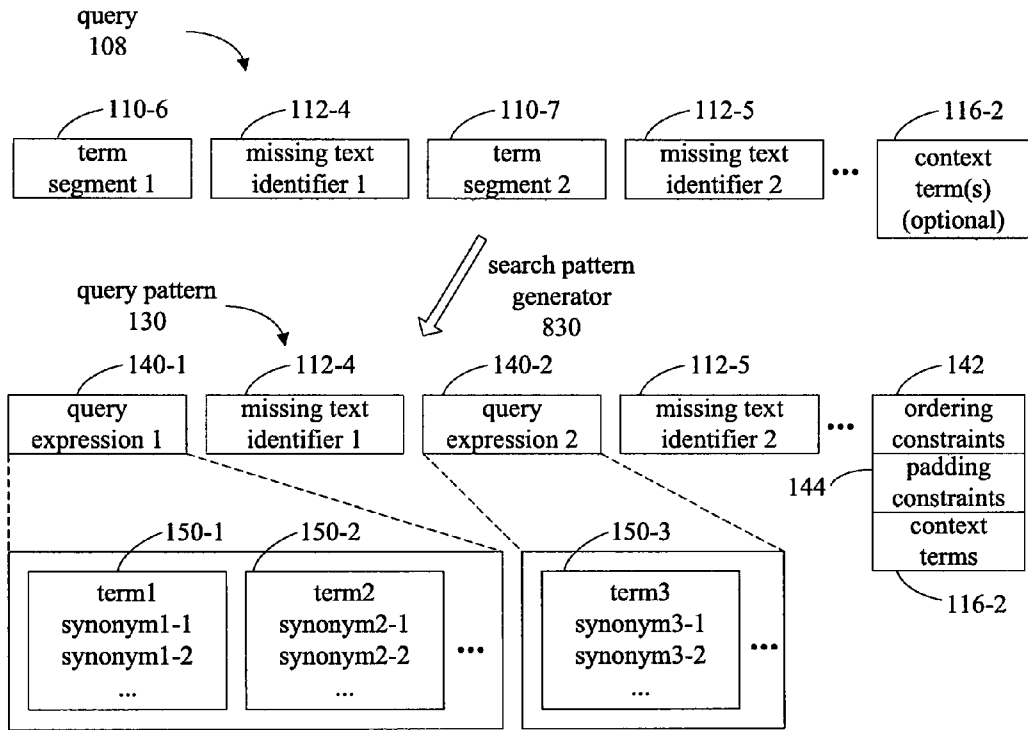 query
108
110-6
112-4
110-7
112-5
116-2
term
segment 1
missing text
identifier 1
term
segment 2
missing text
identifier 2
...
context
term(s)
(optional)
search pattern
generator
830
query pattern
130
140-1
112-4
140-2
112-5
142
query
expression 1
missing text
identifier 1
query
expression 2
missing text
identifier 2
...
ordering
constraints
144
padding
constraints
context
terms
116-2
150-1
150-2
150-3
term1
synonym1-1
synonym1-2
...
term2
synonym2-1
synonym2-2
...
...
term3
synonym3-1
synonym3-2
...
...